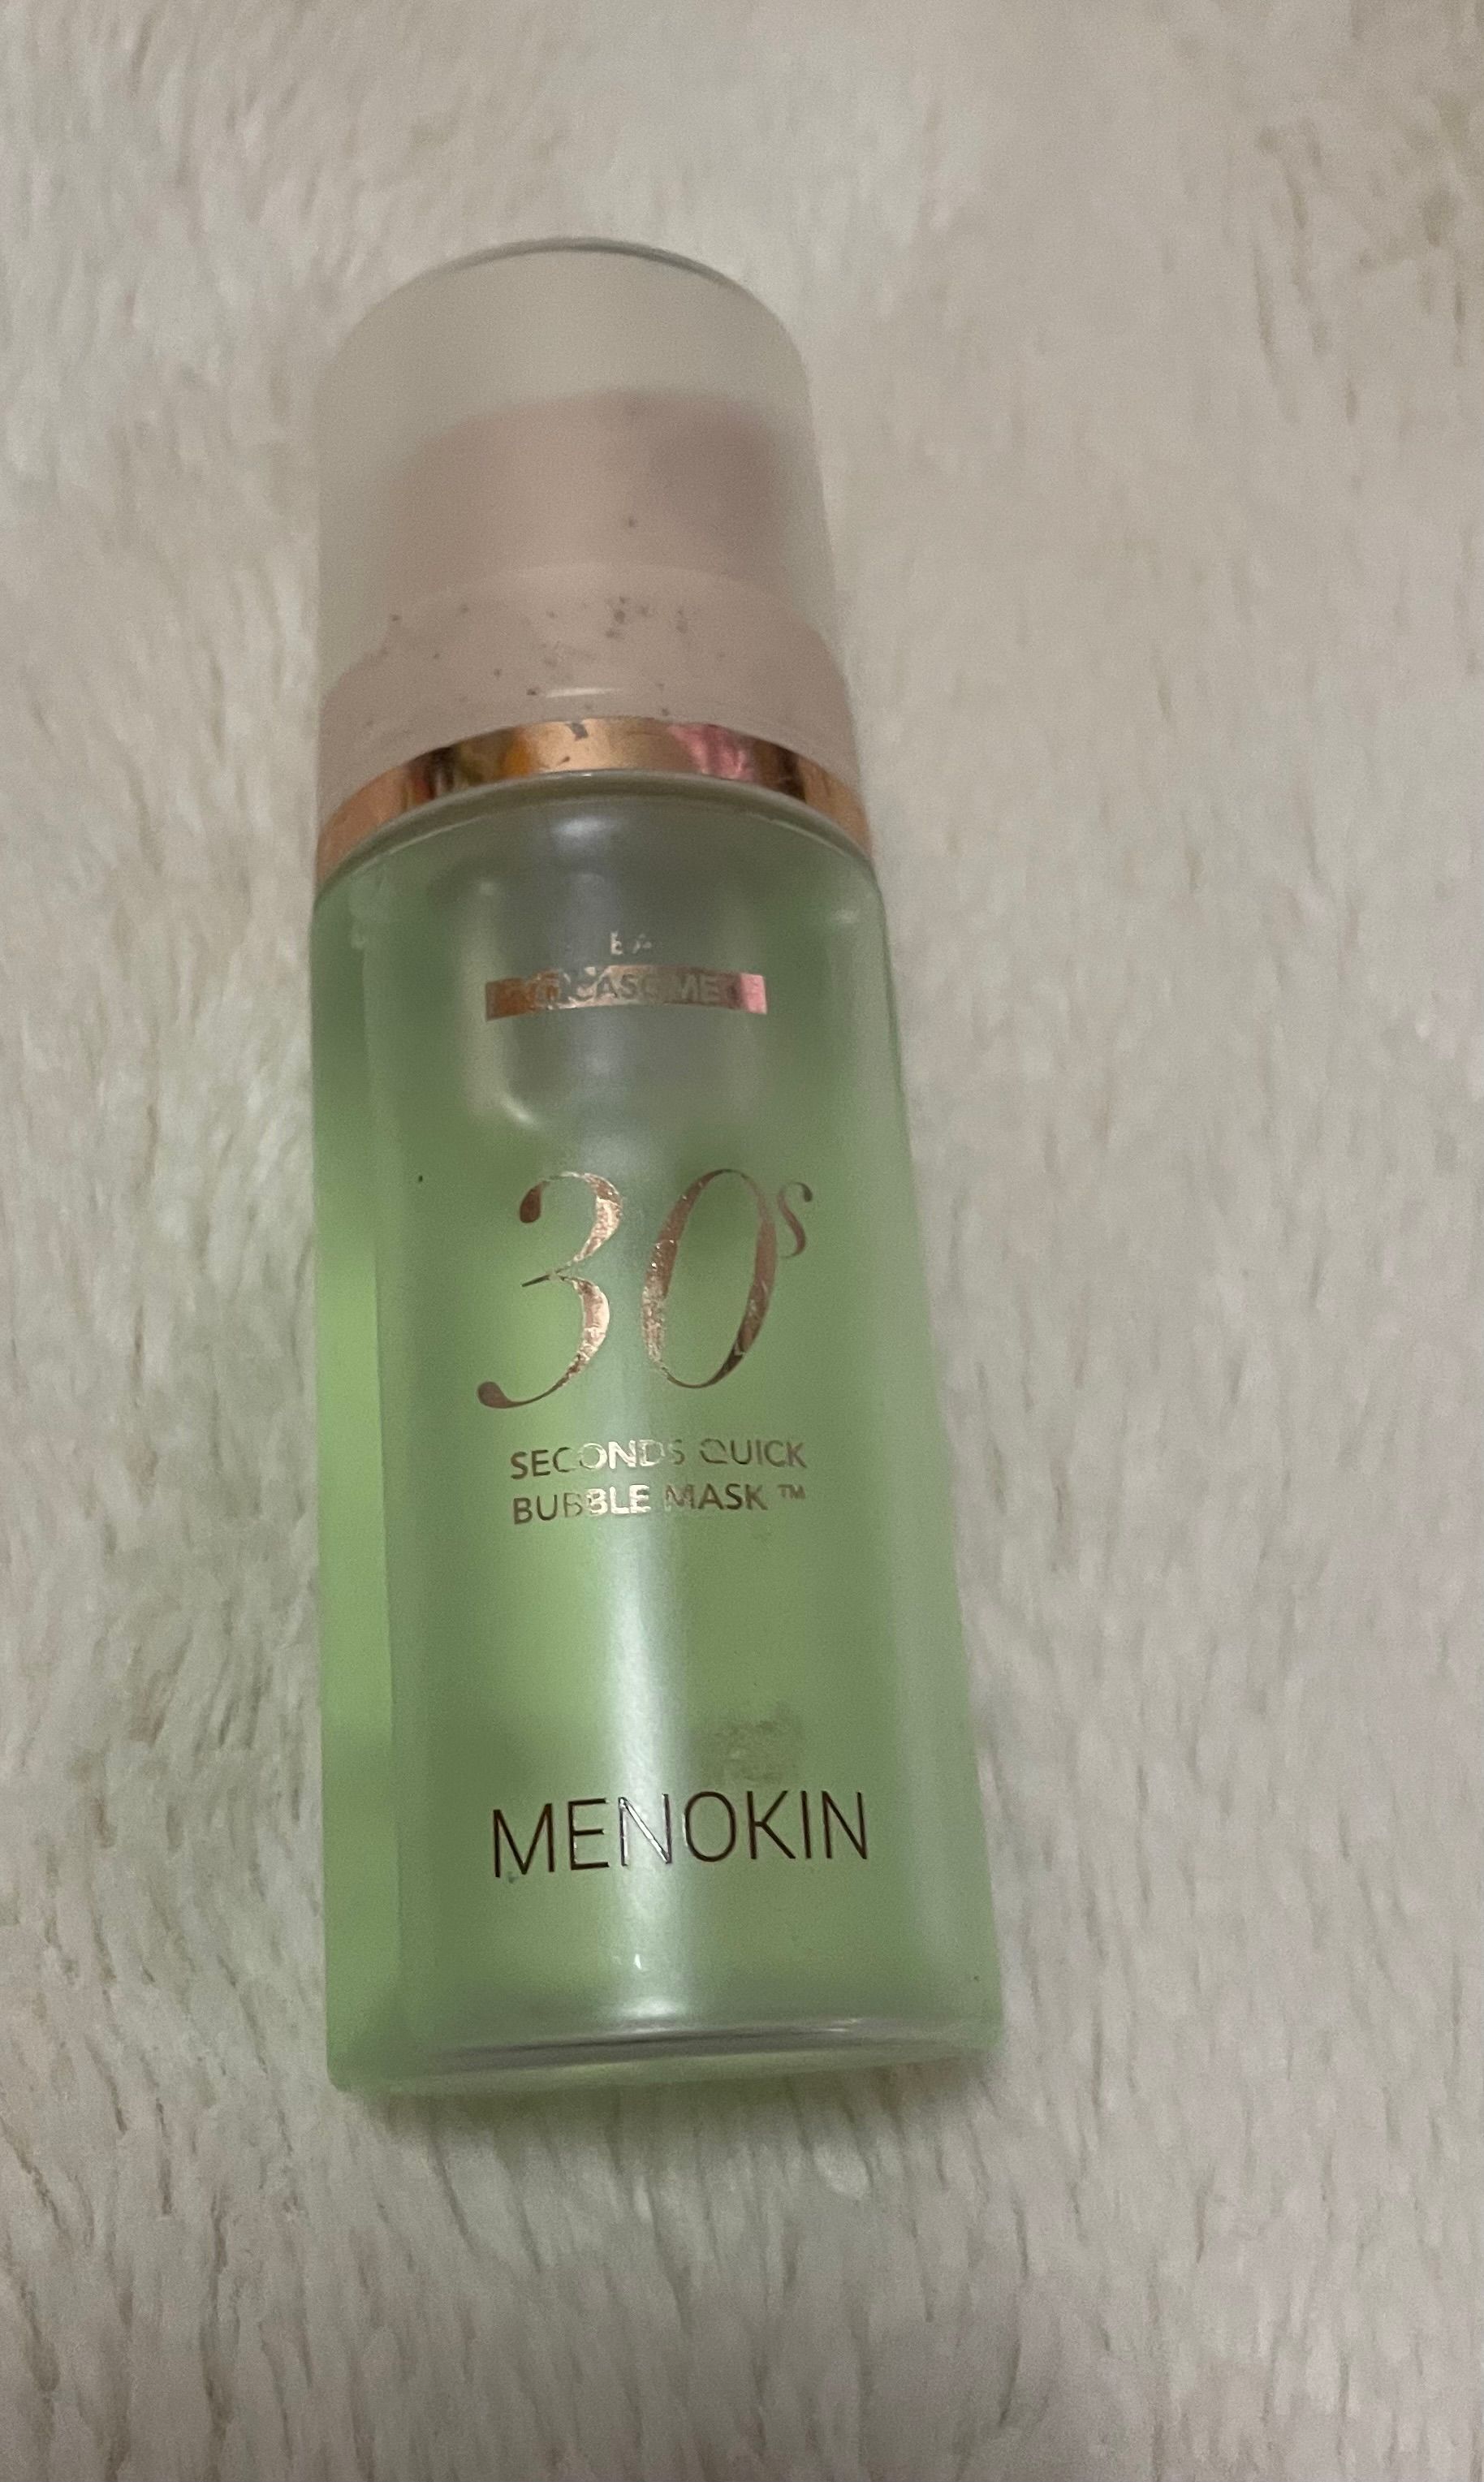 30s
SECONDS QUICK
BUBBLE MASK ™
MENOKIN